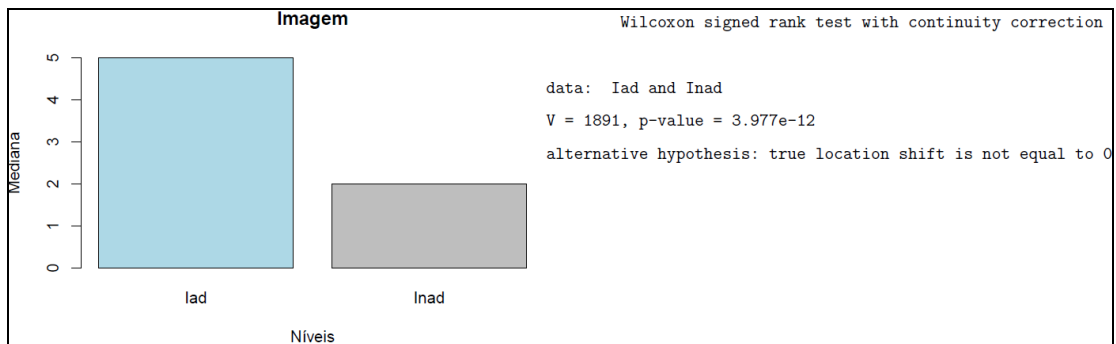 Imagem
Mediana
5
4
3
2
1
0
Iad
Inad
Níveis
Wilcoxon signed rank test with continuity correction
data: Iad and Inad
V = 1891, p-value = 3.977e-12
alternative hypothesis: true location shift is not equal to 0